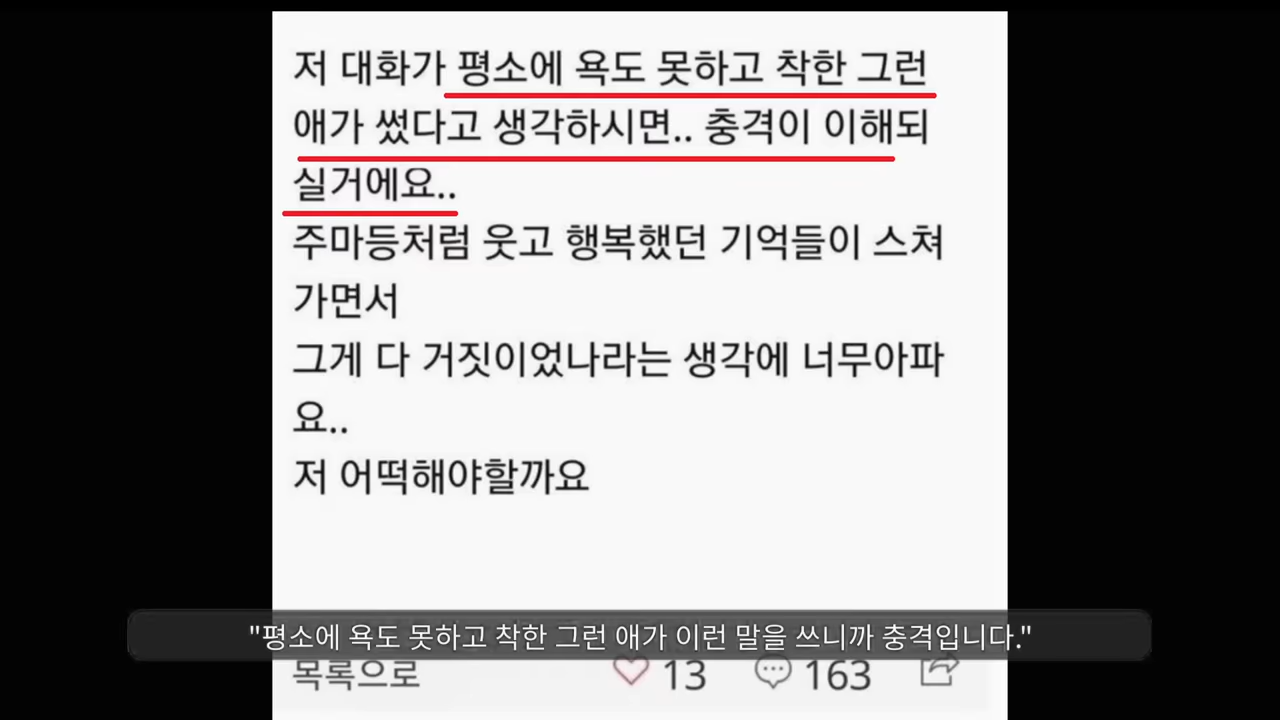 저 대화가 평소에 욕도 못하고 착한 그런
애가 썼다고 생각하시면.. 충격이 이해되
실거에요..
주마등처럼 웃고 행복했던 기억들이 스쳐
가면서
그게 다 거짓이었나라는 생각에 너무아파
요..
저 어떡해야할까요
"평소에 욕도 못하고 착한 그런 애가 이런 말을 쓰니까 충격입니다."
목록으로 13 163